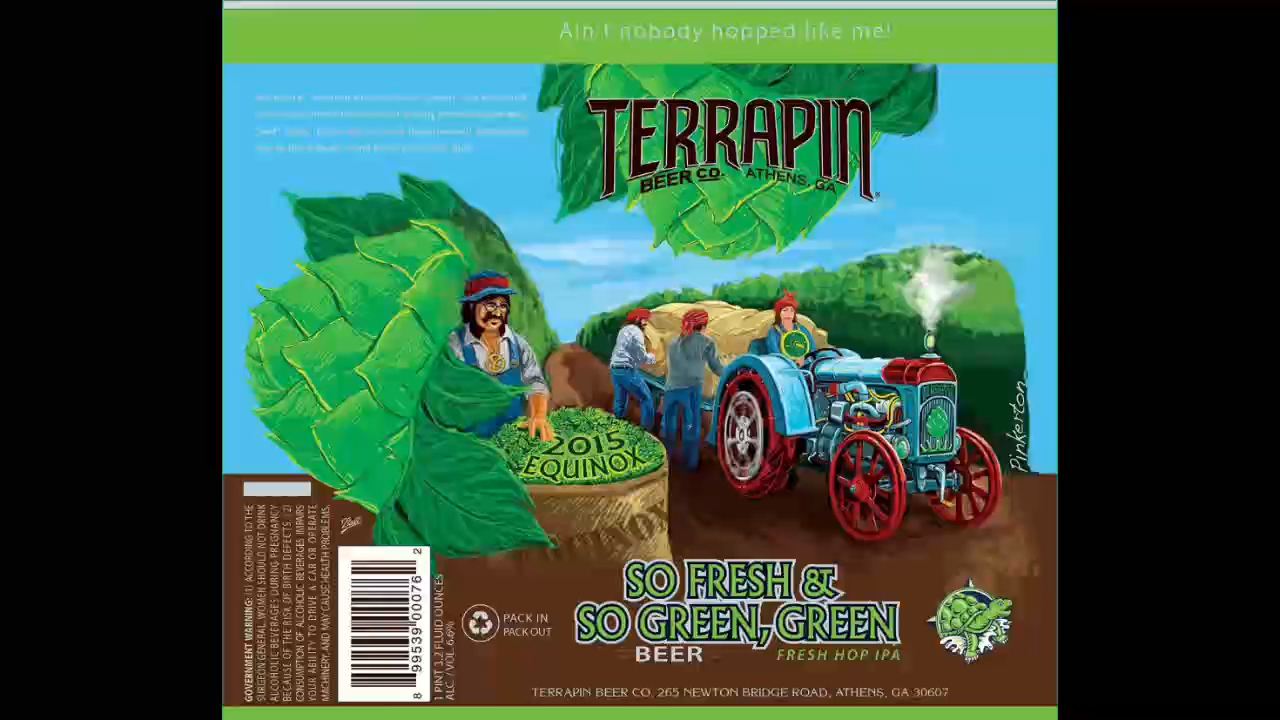 Ain't nobody hopped like me!
TERRAPIN
BEER CO. ATHENS, GA
2015
EQUINOX
Pinkerton
GOVERNMENT WARNING: (1) ACCORDING TO THE
SURGEON GENERAL, WOMEN SHOULD NOT DRINK
ALCOHOLIC BEVERAGES DURING PREGNANCY
BECAUSE OF THE RISK OF BIRTH DEFECTS. (2)
CONSUMPTION OF ALCOHOLIC BEVERAGES IMPAIRS
YOUR ABILITY TO DRIVE A CAR OR OPERATE
MACHINERY, AND MAY CAUSE HEALTH PROBLEMS.
8 99539 00076 2
1 PINT 3.2 FLUID OUNCES
ALC./VOL. 6.6%
PACK IN
PACK OUT
SO FRESH &
SO GREEN, GREEN
BEER
FRESH HOP IPA
TERRAPIN BEER CO. 265 NEWTON BRIDGE ROAD, ATHENS, GA 30607